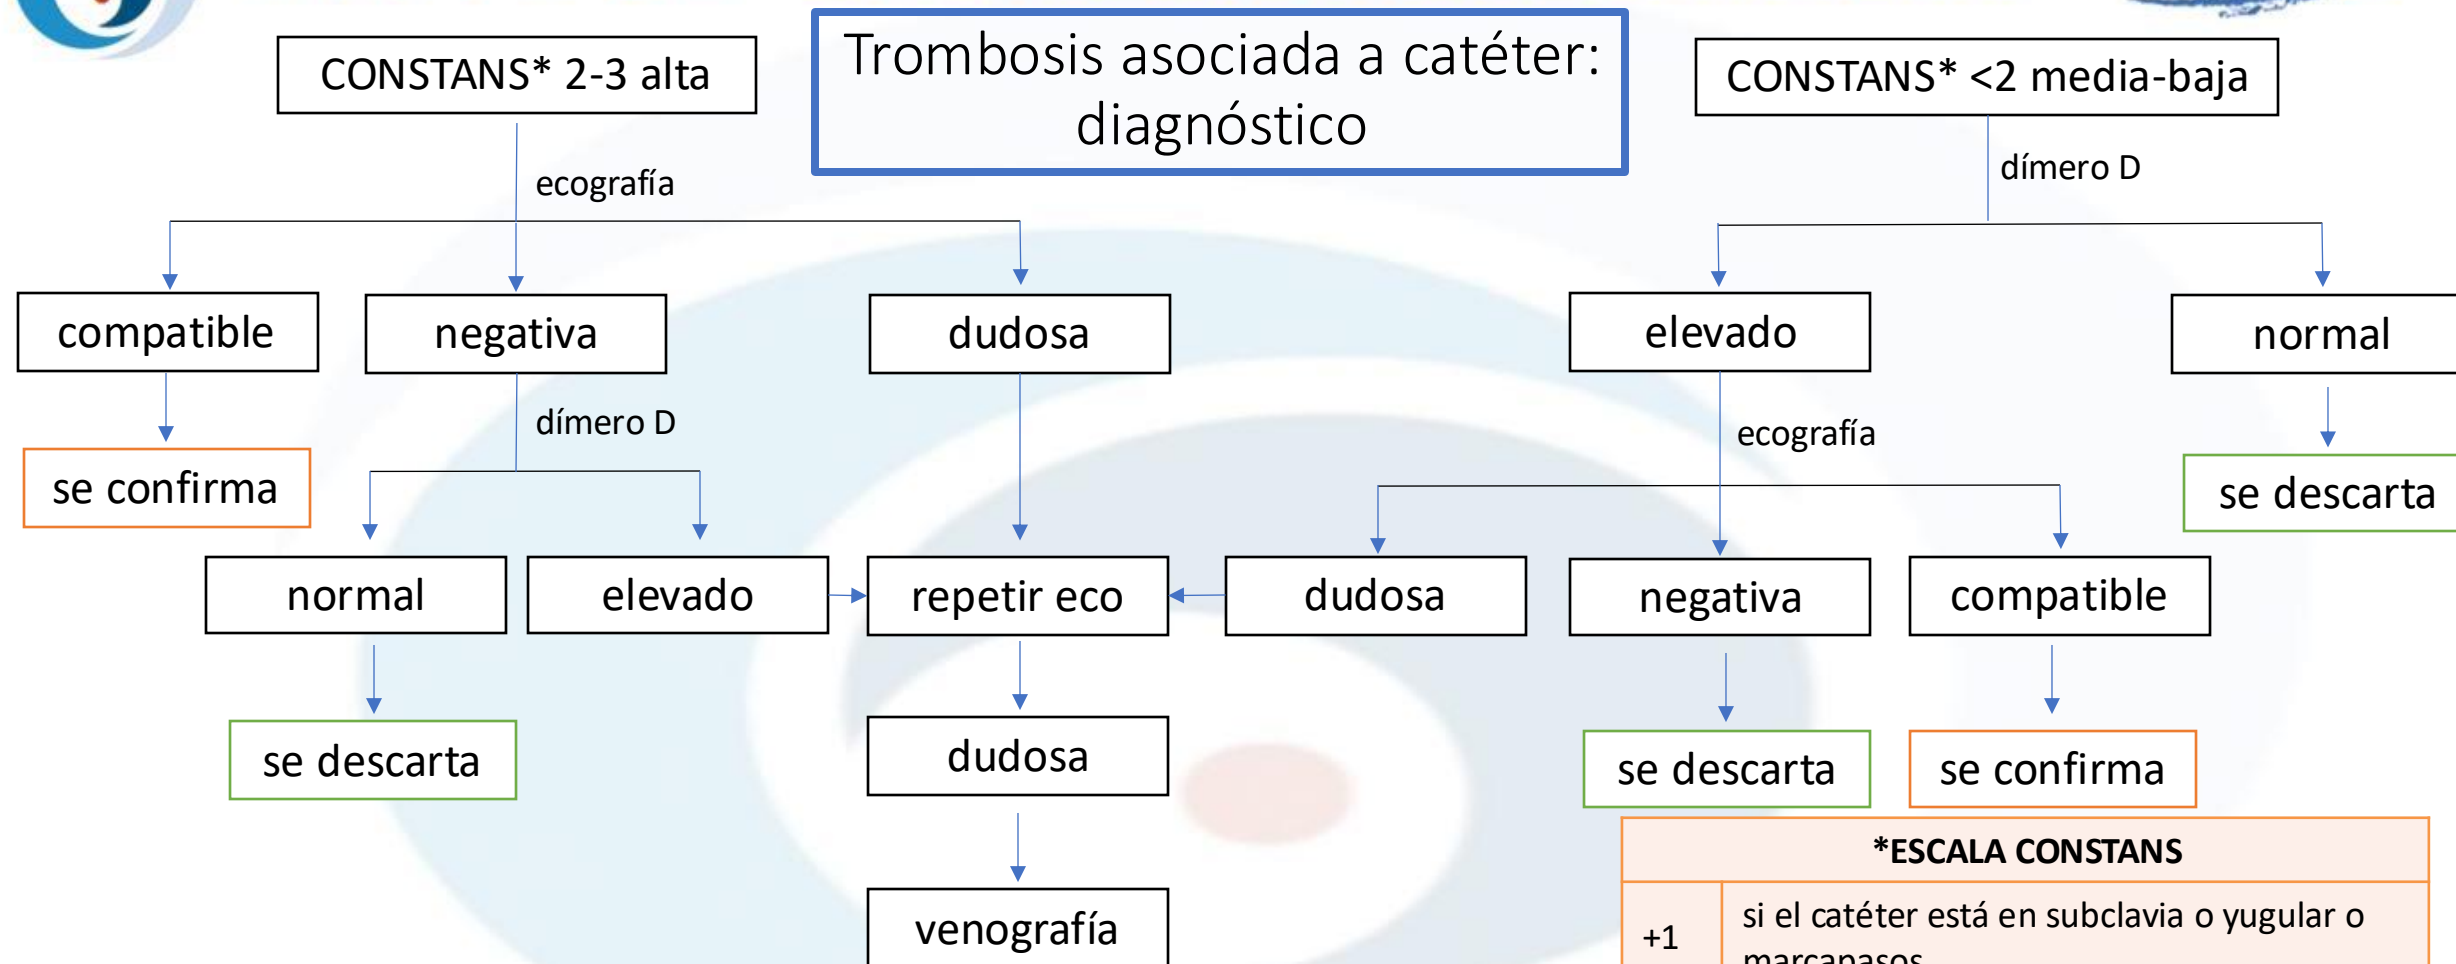 Trombosis asociada a catéter:
diagnóstico
CONSTANS* 2-3 alta
CONSTANS* <2 media-baja
ecografía
dímero D
compatible
negativa
dudosa
elevado
normal
dímero D
ecografía
se confirma
se descarta
normal
elevado
repetir eco
dudosa
negativa
compatible
se descarta
dudosa
se descarta
se confirma
venografía
*ESCALA CONSTANS
+1
si el catéter está en subclavia o yugular o
marcapasos